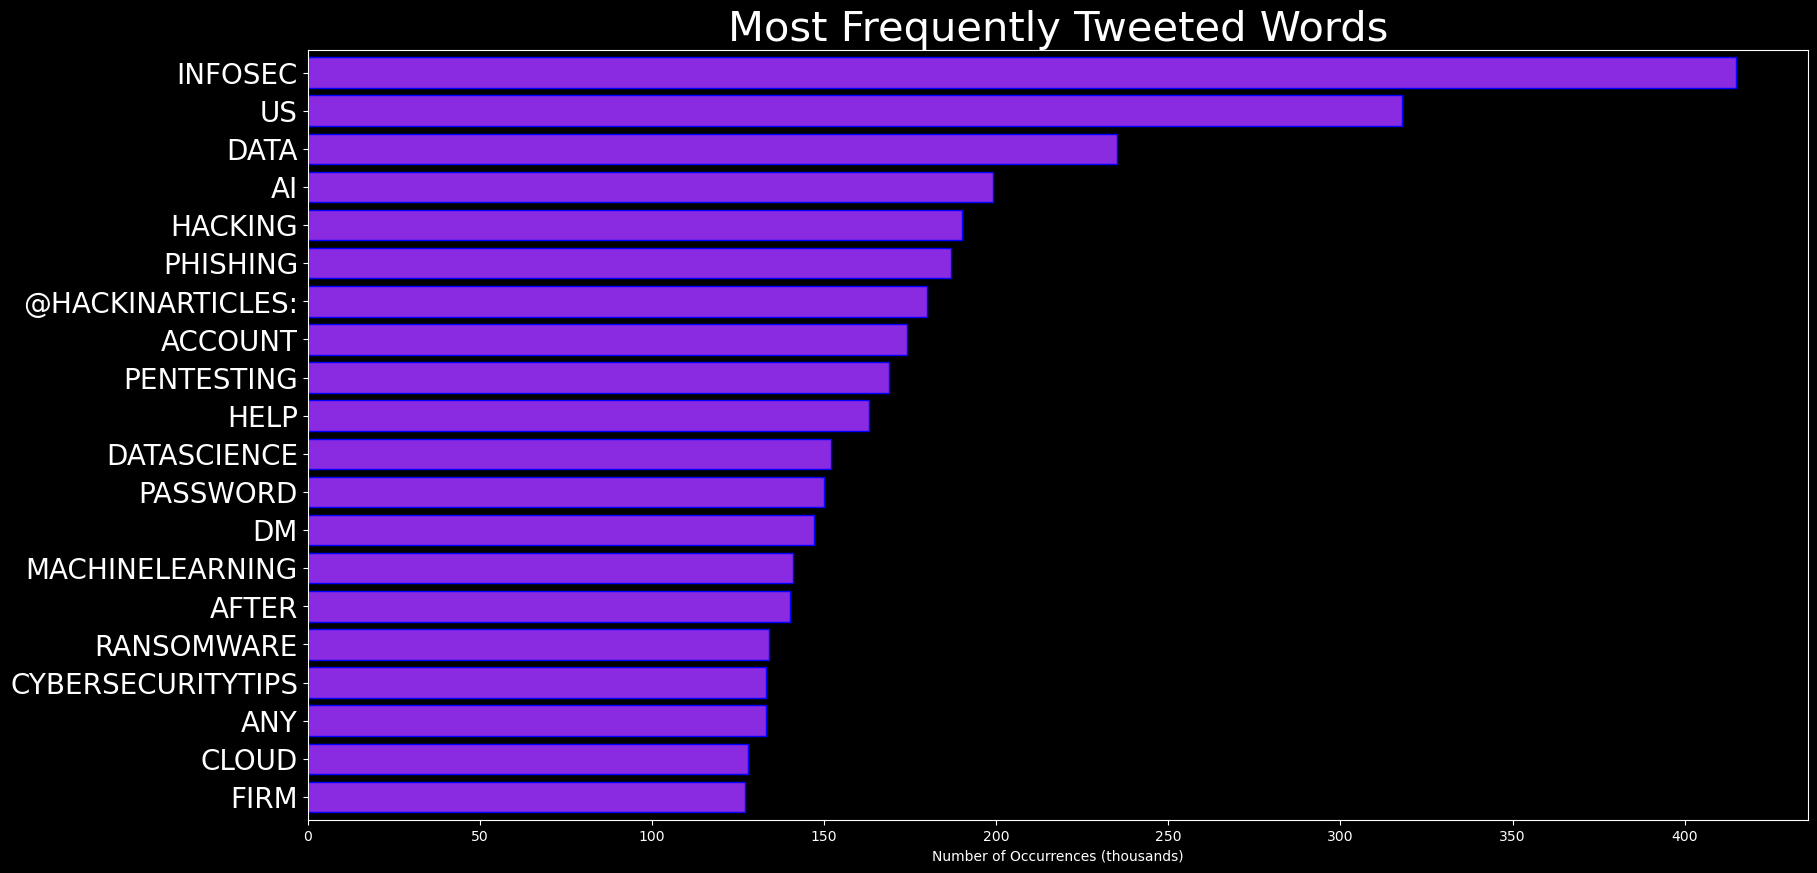 Most Frequently Tweeted Words
INFOSEC
US
DATA
AI
HACKING
PHISHING
@HACKINARTICLES:
ACCOUNT
PENTESTING
HELP
DATASCIENCE
PASSWORD
DM
MACHINELEARNING
AFTER
RANSOMWARE
CYBERSECURITYTIPS
ANY
CLOUD
FIRM
0 50 100 150 200 250 300 350 400
Number of Occurrences (thousands)